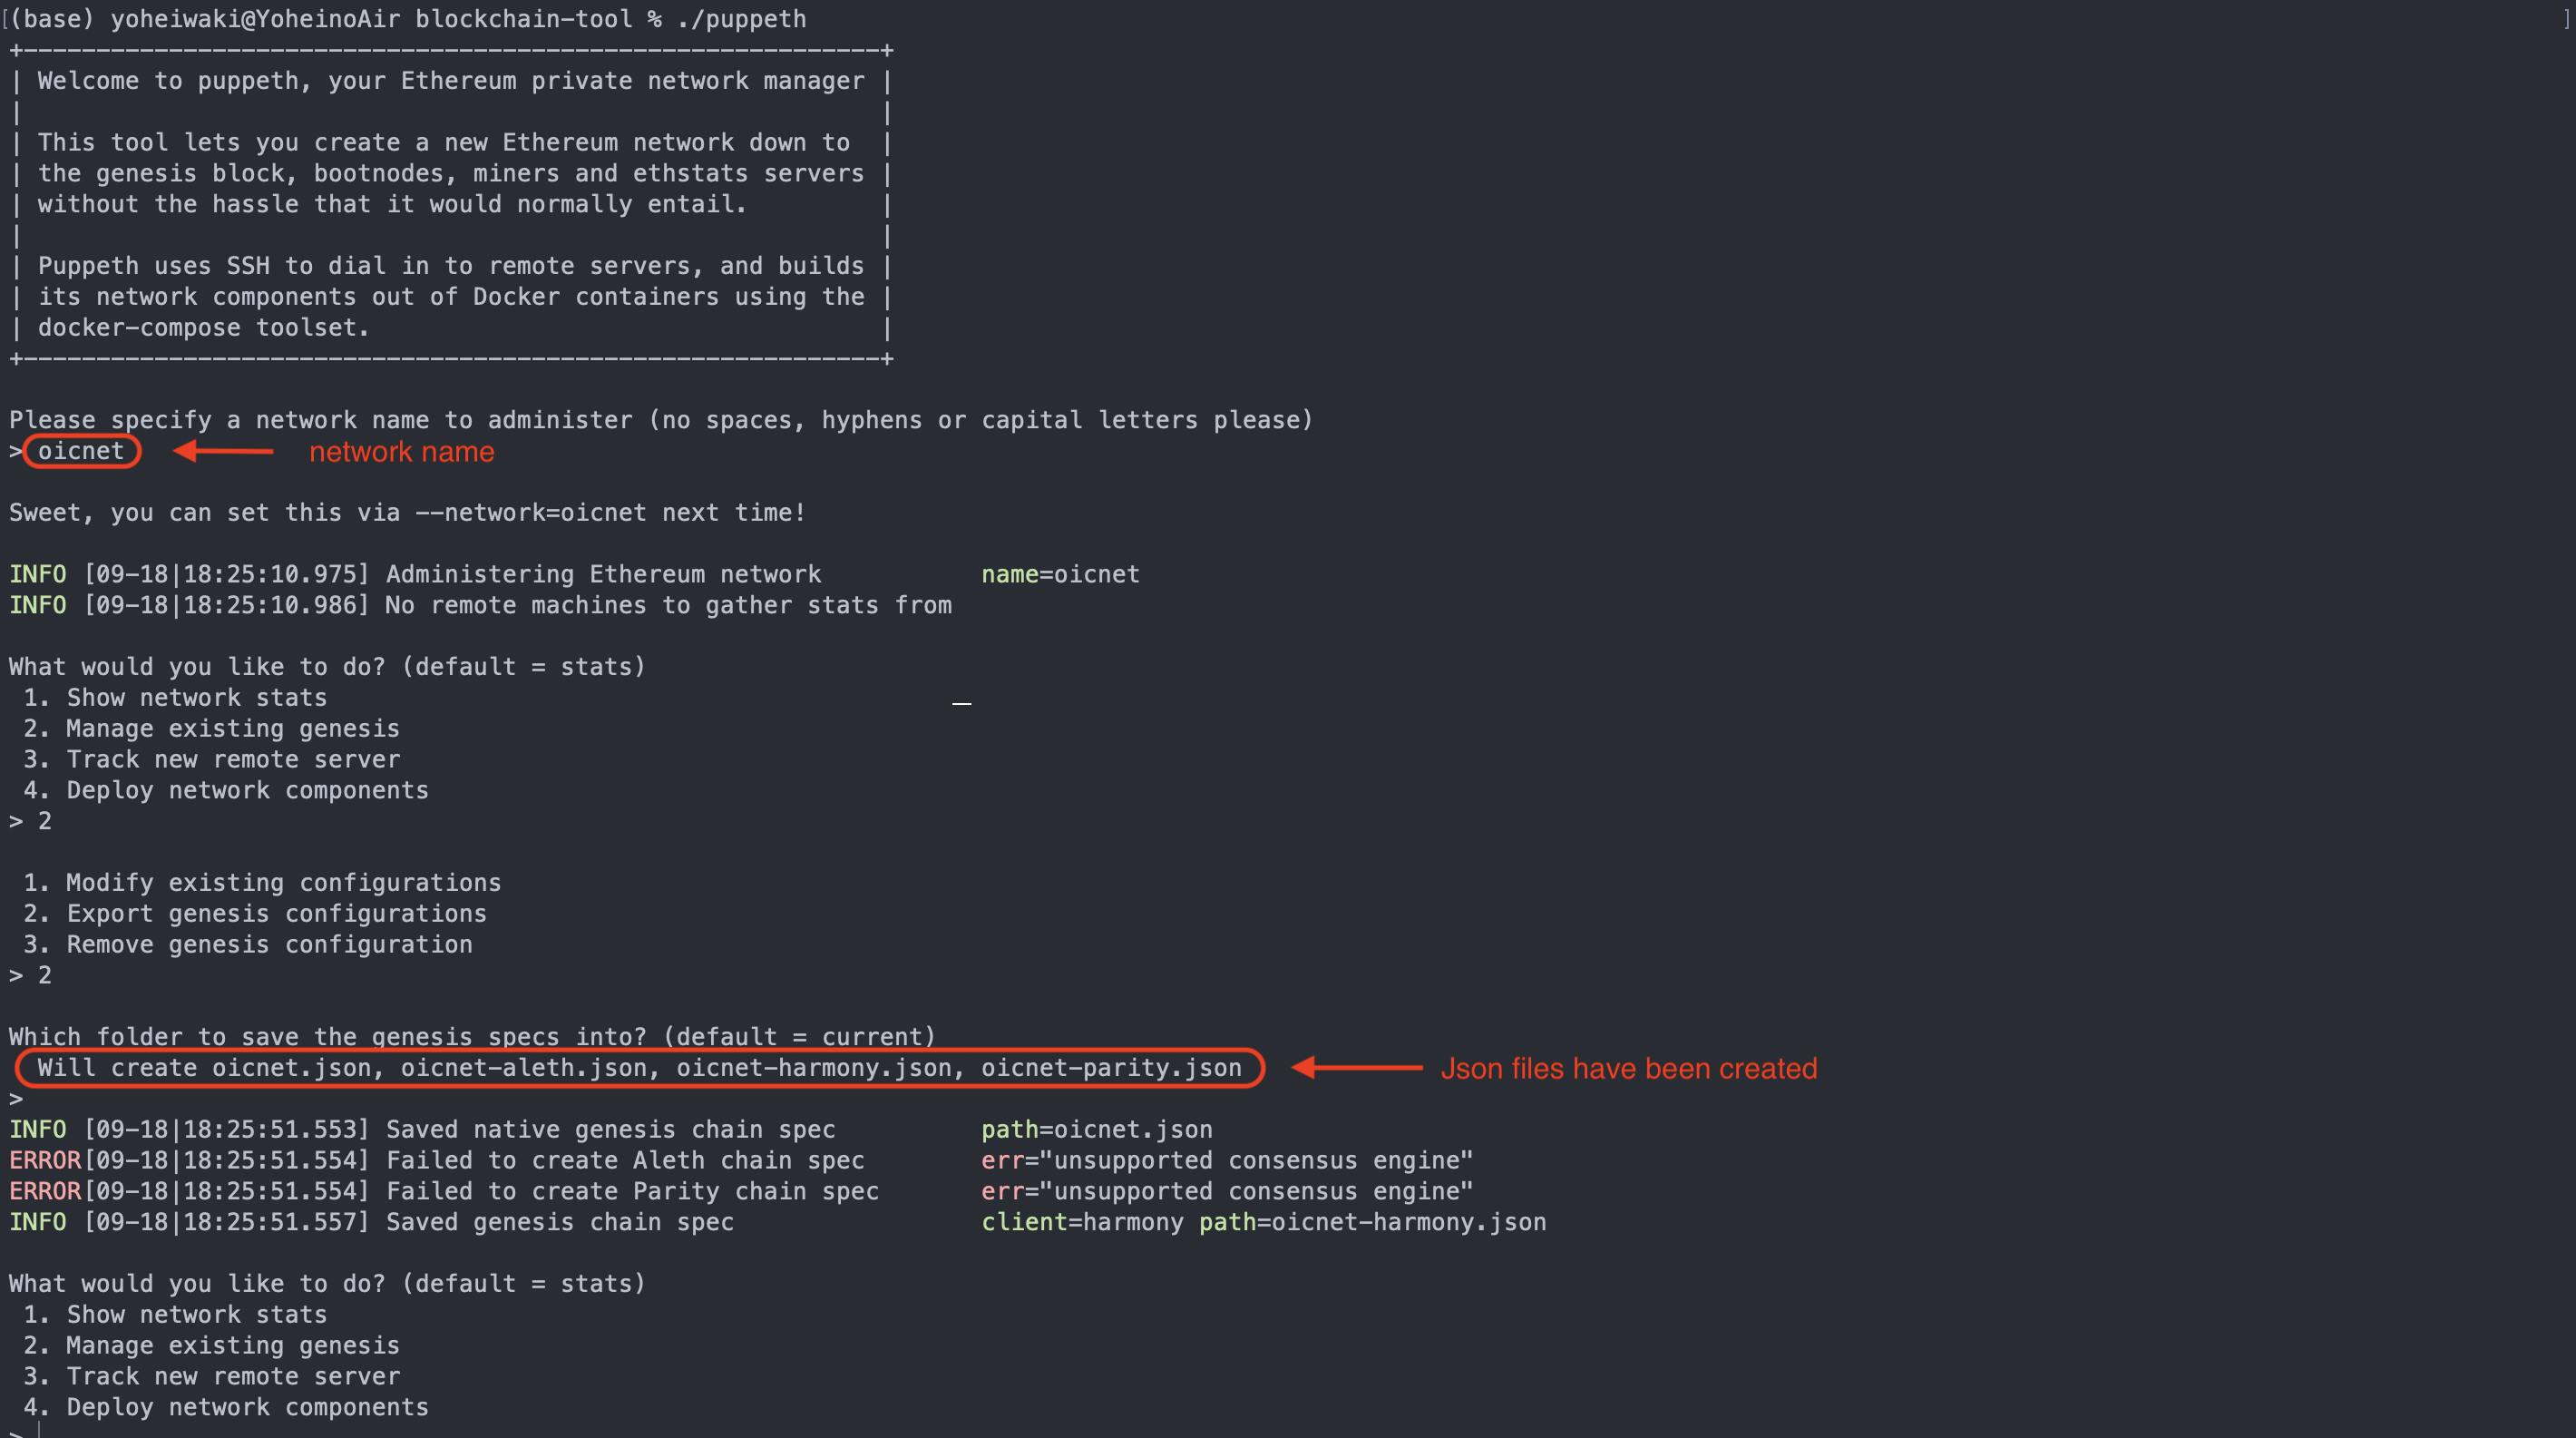 [(base) yoheiwaki@YoheinoAir blockchain-tool % ./puppeth ]
+-----------------------------------------------------------+
| Welcome to puppeth, your Ethereum private network manager |
| |
| This tool lets you create a new Ethereum network down to |
| the genesis block, bootnodes, miners and ethstats servers |
| without the hassle that it would normally entail. |
| |
| Puppeth uses SSH to dial in to remote servers, and builds |
| its network components out of Docker containers using the |
| docker-compose toolset. |
+-----------------------------------------------------------+
Please specify a network name to administer (no spaces, hyphens or capital letters please)
> oicnet network name
Sweet, you can set this via --network=oicnet next time!
INFO [09-18|18:25:10.975] Administering Ethereum network name=oicnet
INFO [09-18|18:25:10.986] No remote machines to gather stats from
What would you like to do? (default = stats)
1. Show network stats
2. Manage existing genesis
3. Track new remote server
4. Deploy network components
> 2
1. Modify existing configurations
2. Export genesis configurations
3. Remove genesis configuration
> 2
Which folder to save the genesis specs into? (default = current)
Will create oicnet.json, oicnet-aleth.json, oicnet-harmony.json, oicnet-parity.json Json files have been created
>
INFO [09-18|18:25:51.553] Saved native genesis chain spec path=oicnet.json
ERROR[09-18|18:25:51.554] Failed to create Aleth chain spec err="unsupported consensus engine"
ERROR[09-18|18:25:51.554] Failed to create Parity chain spec err="unsupported consensus engine"
INFO [09-18|18:25:51.557] Saved genesis chain spec client=harmony path=oicnet-harmony.json
What would you like to do? (default = stats)
1. Show network stats
2. Manage existing genesis
3. Track new remote server
4. Deploy network components
>